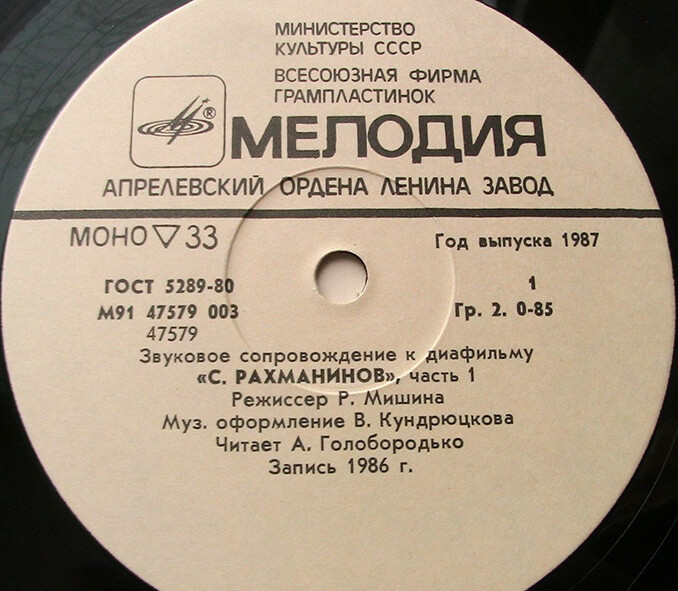 МИНИСТЕРСТВО
КУЛЬТУРЫ СССР
ВСЕСОЮЗНАЯ ФИРМА
ГРАМПЛАСТИНОК
®
МЕЛОДИЯ
АПРЕЛЕВСКИЙ ОРДЕНА ЛЕНИНА ЗАВОД
МОНО ▽ 33
Год выпуска 1987
ГОСТ 5289-80
1
М91 47579 003
Гр. 2. 0-85
47579
Звуковое сопровождение к диафильму
«С. РАХМАНИНОВ», часть 1
Режиссер Р. Мишина
Муз. оформление В. Кундрюцкова
Читает А. Голобородько
Запись 1986 г.